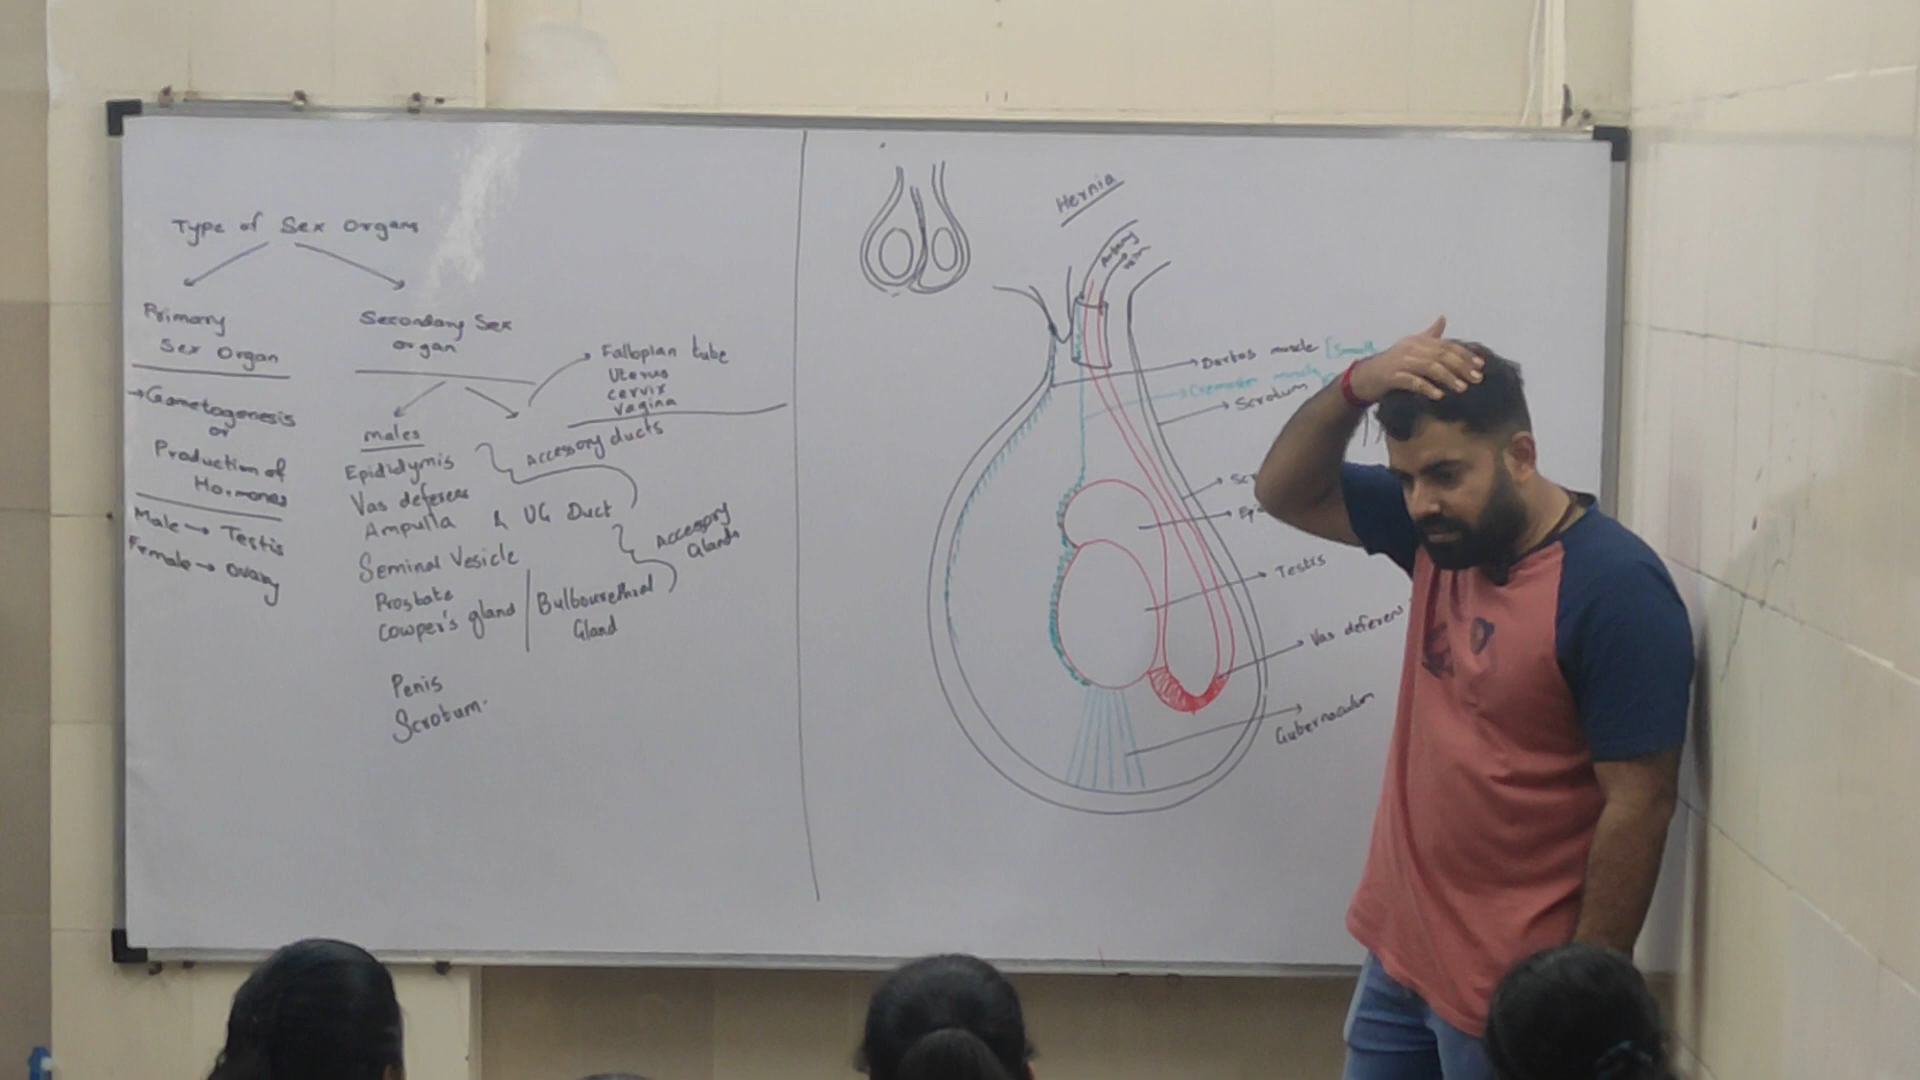 Type of Sex Organs
Primary
Sex Organ
→ Gametogenesis
or
Production of
Hormones
Male → Testis
Female → Ovary
Secondary Sex
organ
Fallopian tube
Uterus
cervix
vagina
males
Epididymis
Vas deferens
Ampulla & UG Duct
Accessory ducts
Seminal Vesicle
Prostate
Cowper's gland / Bulbourethral
Gland
Accessory
Glands
Penis
Scrotum.
Hernia
Artery
vein
Dartos muscle
Cremaster muscle
Scrotum
Testis
Vas deferens
Gubernaculum